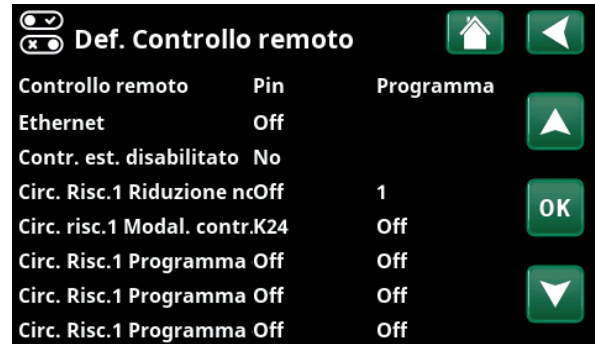 Def. Controllo remoto
Controllo remoto Pin Programma
Ethernet Off
Contr. est. disabilitato No
Circ. Risc.1 Riduzione no Off 1
Circ. risc.1 Modal. contr. K24 Off
Circ. Risc.1 Programma Off Off
OK
Circ. Risc.1 Programma Off Off
Circ. Risc.1 Programma Off Off